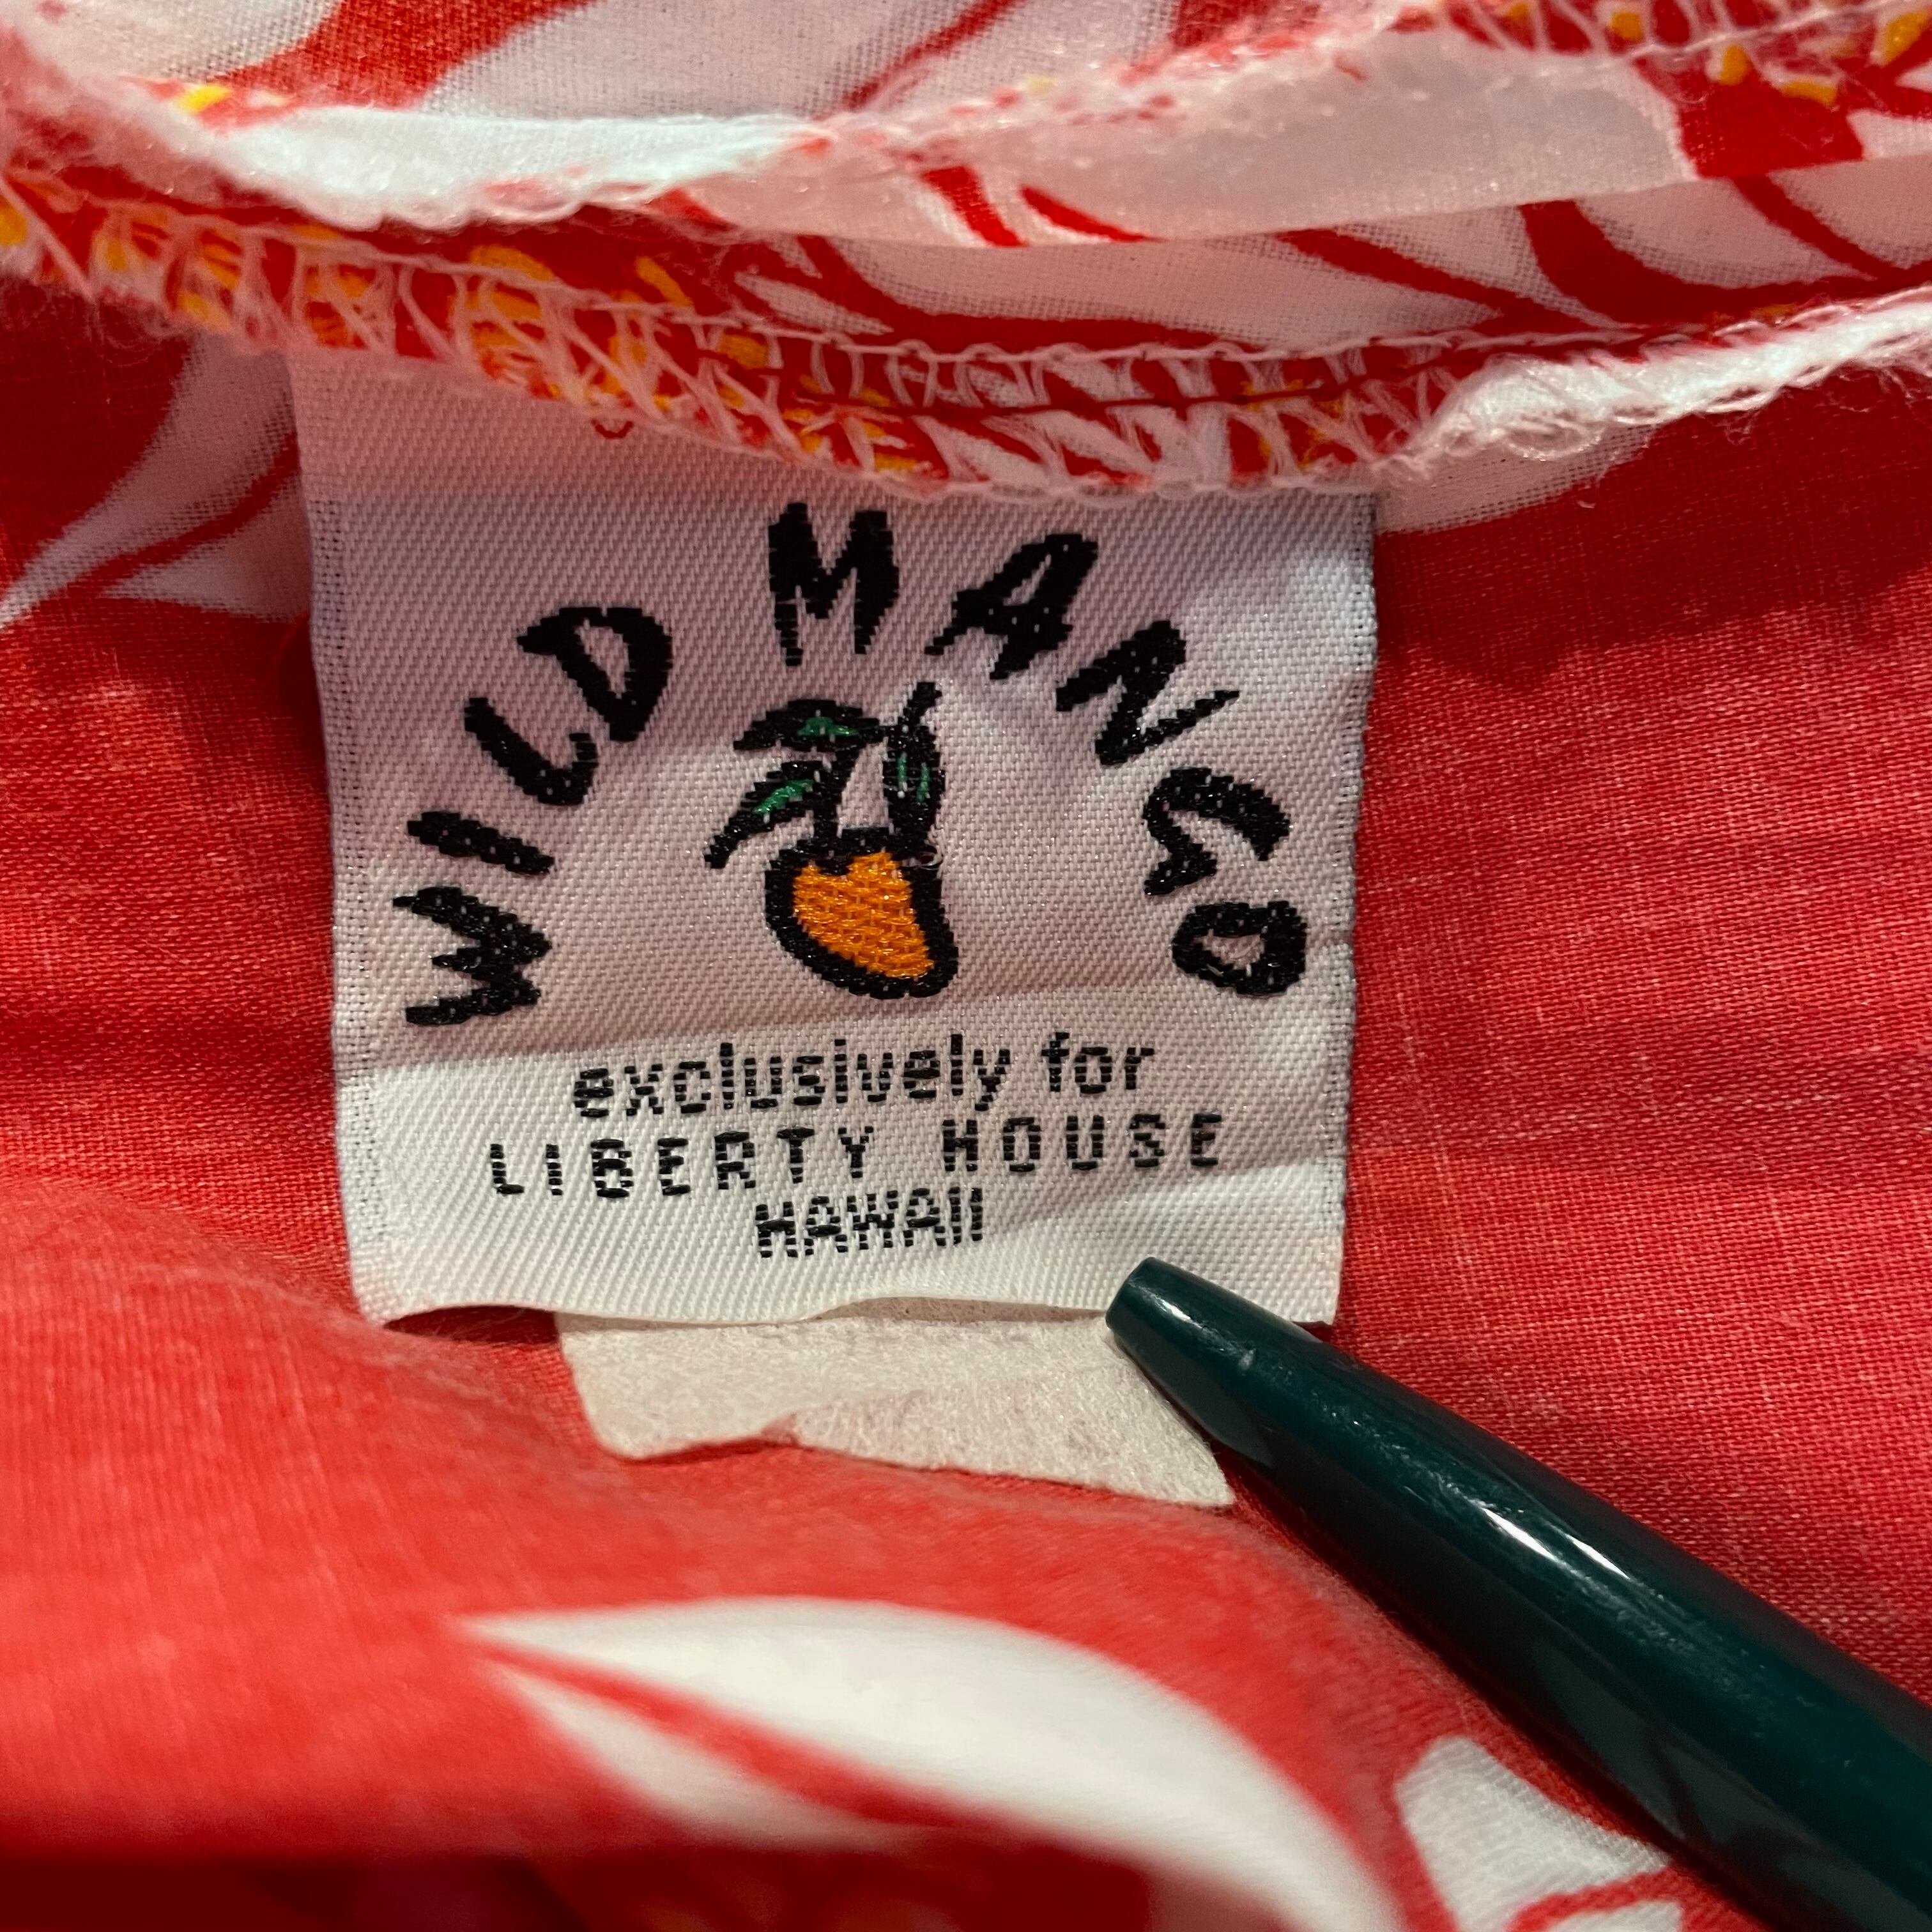 WILD MANGO
exclusively for
LIBERTY HOUSE
HAWAII